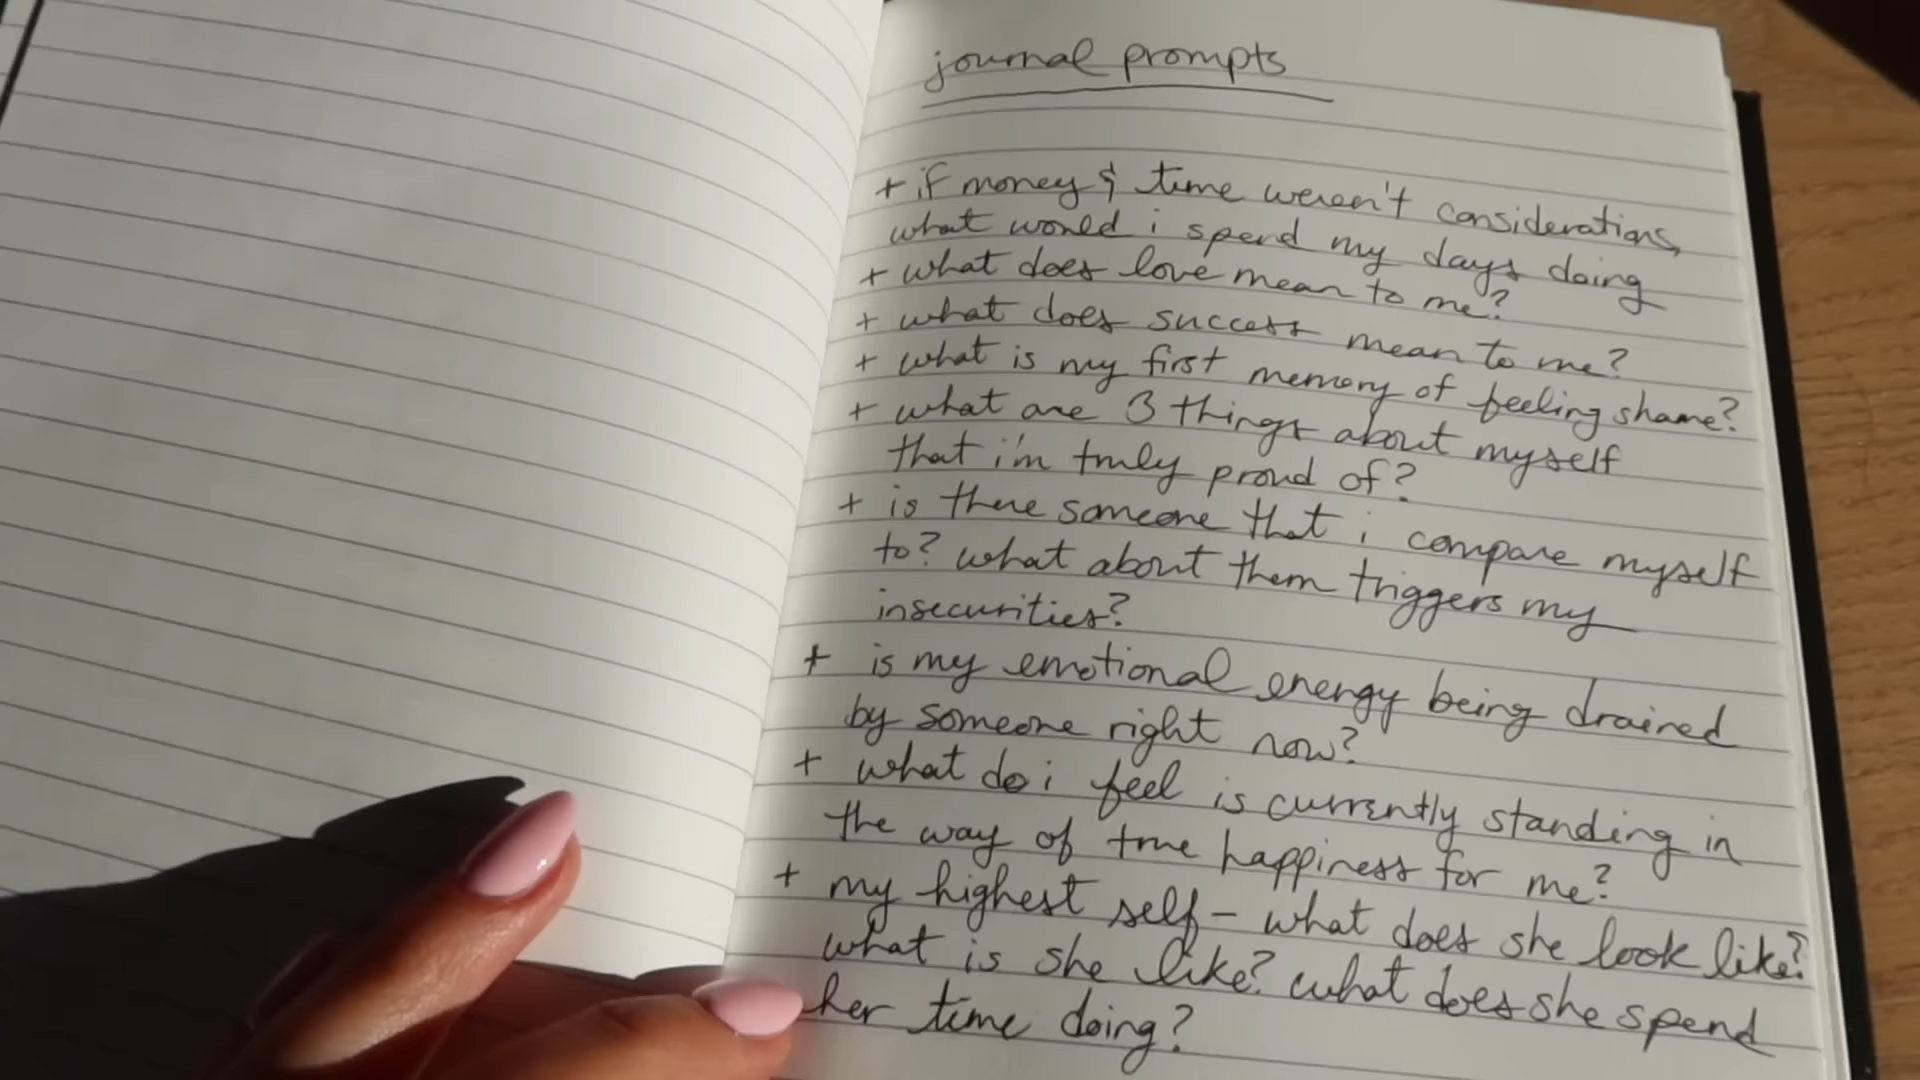 journal prompts
+ if money & time weren't considerations,
what would i spend my days doing
+ what does love mean to me?
+ what does success mean to me?
+ what is my first memory of feeling shame?
+ what are 3 things about myself
that i'm truly proud of?
+ is there someone that i compare myself
to? what about them triggers my
insecurities?
+ is my emotional energy being drained
by someone right now?
+ what do i feel is currently standing in
the way of true happiness for me?
+ my highest self - what does she look like?
what is she like? what does she spend
her time doing?